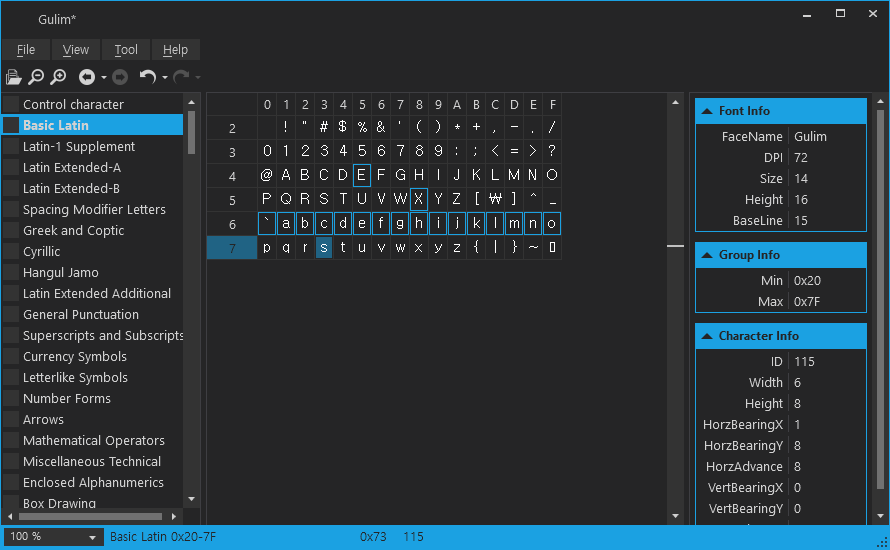 Gulim*
File View Tool Help
Control character
Basic Latin
Latin-1 Supplement
Latin Extended-A
Latin Extended-B
Spacing Modifier Letters
Greek and Coptic
Cyrillic
Hangul Jamo
Latin Extended Additional
General Punctuation
Superscripts and Subscripts
Currency Symbols
Letterlike Symbols
Number Forms
Arrows
Mathematical Operators
Miscellaneous Technical
Enclosed Alphanumerics
Box Drawing
0 1 2 3 4 5 6 7 8 9 A B C D E F
2 ! " # $ % & ' ( ) * + , - . /
3 0 1 2 3 4 5 6 7 8 9 : ; < = > ?
4 @ A B C D E F G H I J K L M N O
5 P Q R S T U V W X Y Z [ ₩ ] ^ _
6 ` a b c d e f g h i j k l m n o
7 p q r s t u v w x y z { | } ~ ▯
Font Info
FaceName Gulim
DPI 72
Size 14
Height 16
BaseLine 15
Group Info
Min 0x20
Max 0x7F
Character Info
ID 115
Width 6
Height 8
HorzBearingX 1
HorzBearingY 8
HorzAdvance 8
VertBearingX 0
VertBearingY 0
100 % Basic Latin 0x20-7F 0x73 115